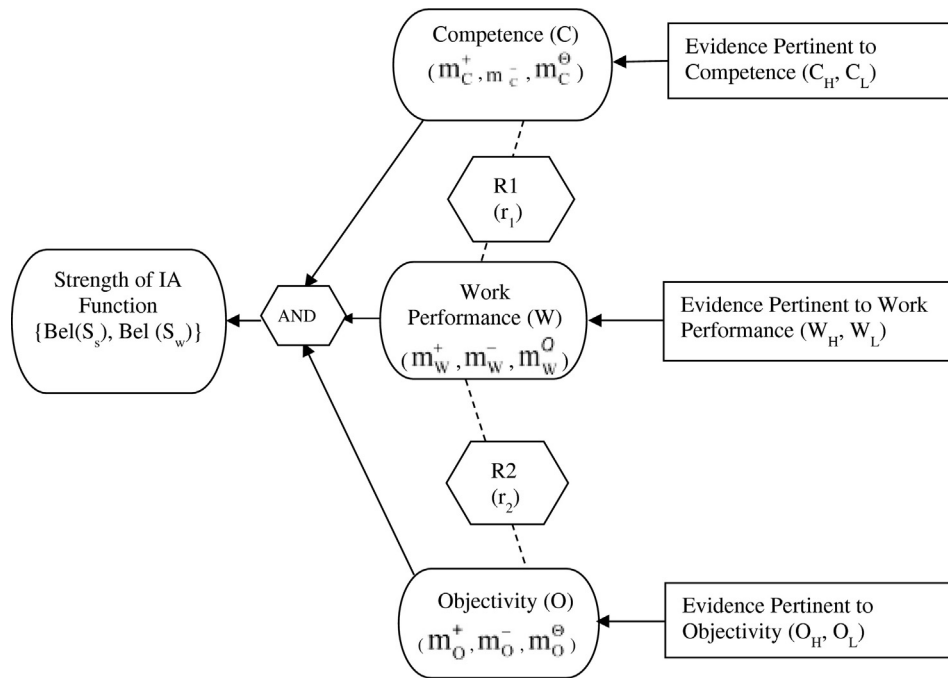 Competence (C)
(m_C^+, m_c^-, m_C^Θ)
Evidence Pertinent to
Competence (C_H, C_L)
R1
(r_1)
Strength of IA
Function
{Bel(S_s), Bel (S_w)}
AND
Work
Performance (W)
(m_W^+, m_W^-, m_W^Q)
Evidence Pertinent to Work
Performance (W_H, W_L)
R2
(r_2)
Objectivity (O)
(m_O^+, m_O^-, m_O^Θ)
Evidence Pertinent to
Objectivity (O_H, O_L)